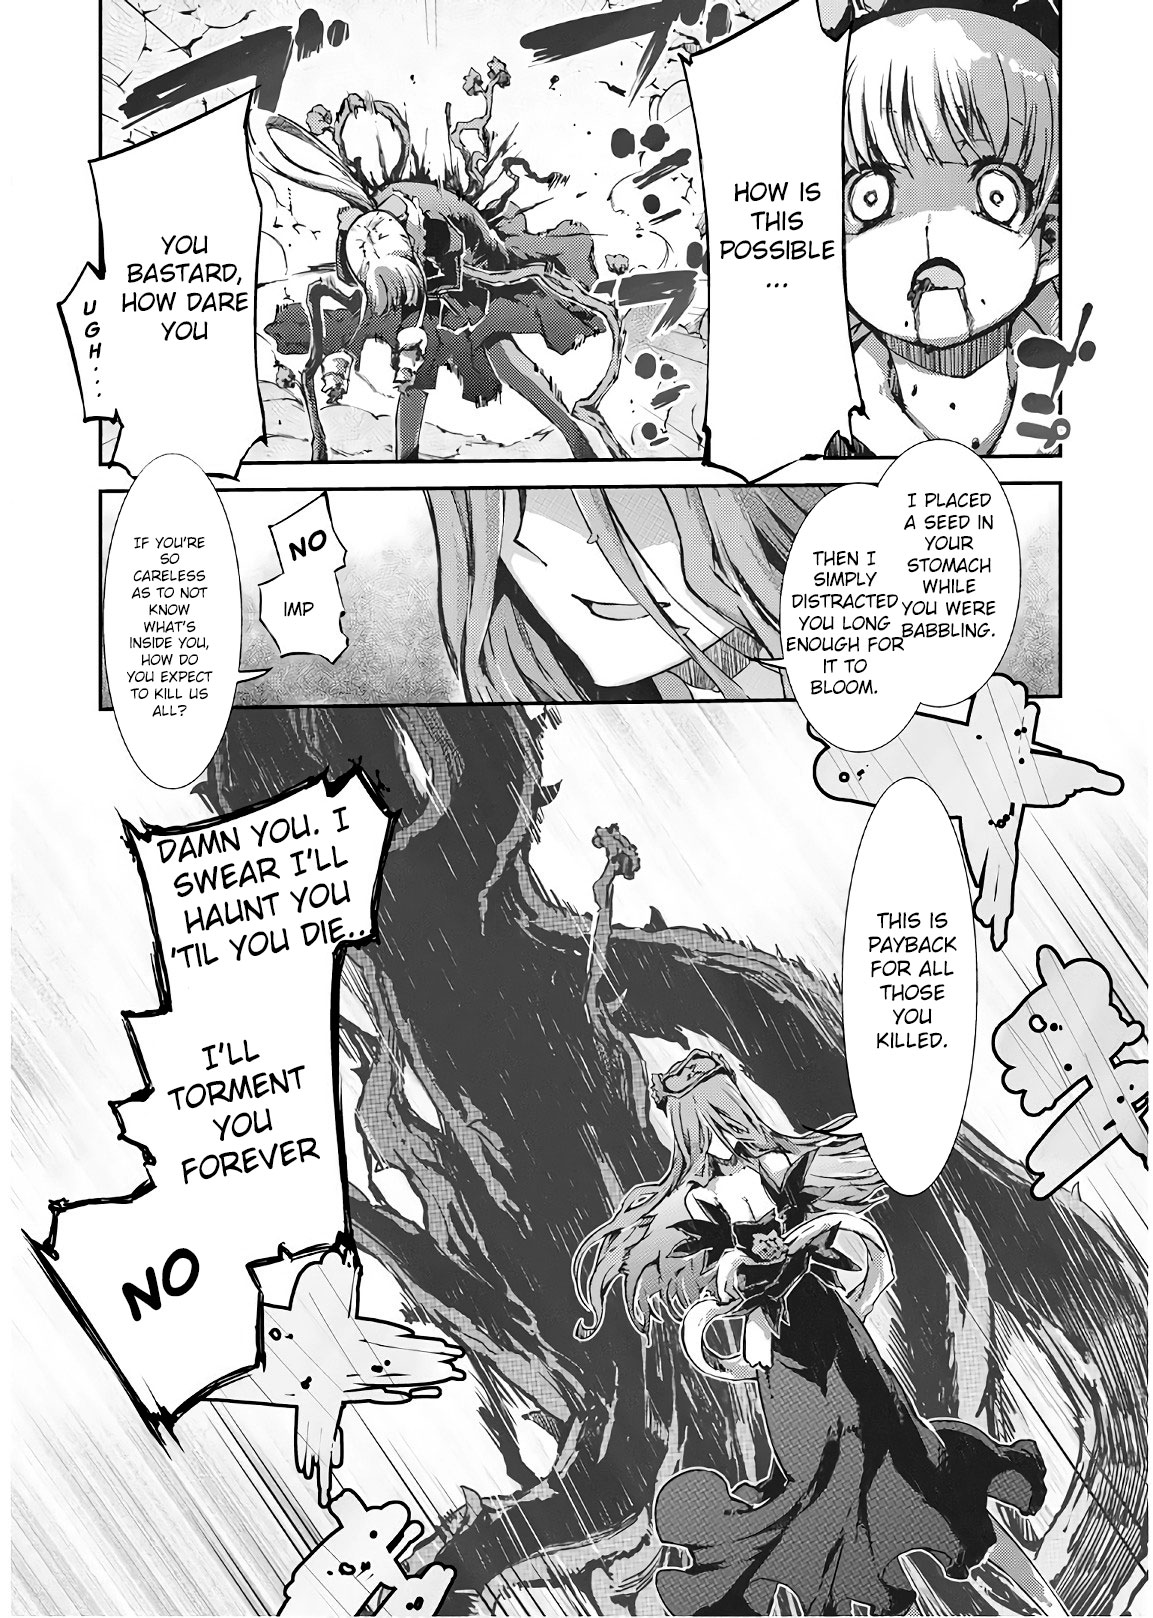 HOW IS
THIS
POSSIBLE
...
YOU
BASTARD,
HOW DARE
YOU
UGH...
I PLACED
A SEED IN
YOUR
STOMACH
WHILE
YOU WERE
BABBLING.
THEN I
SIMPLY
DISTRACTED
YOU LONG
ENOUGH FOR
IT TO
BLOOM.
NO
IMP
IF YOU'RE
SO
CARELESS
AS TO NOT
KNOW
WHAT'S
INSIDE YOU,
HOW DO
YOU EXPECT
TO KILL US
ALL?
THIS IS
PAYBACK
FOR ALL
THOSE
YOU
KILLED.
DAMN YOU. I
SWEAR I'LL
HAUNT YOU
'TIL YOU DIE...
I'LL
TORMENT
YOU
FOREVER
NO